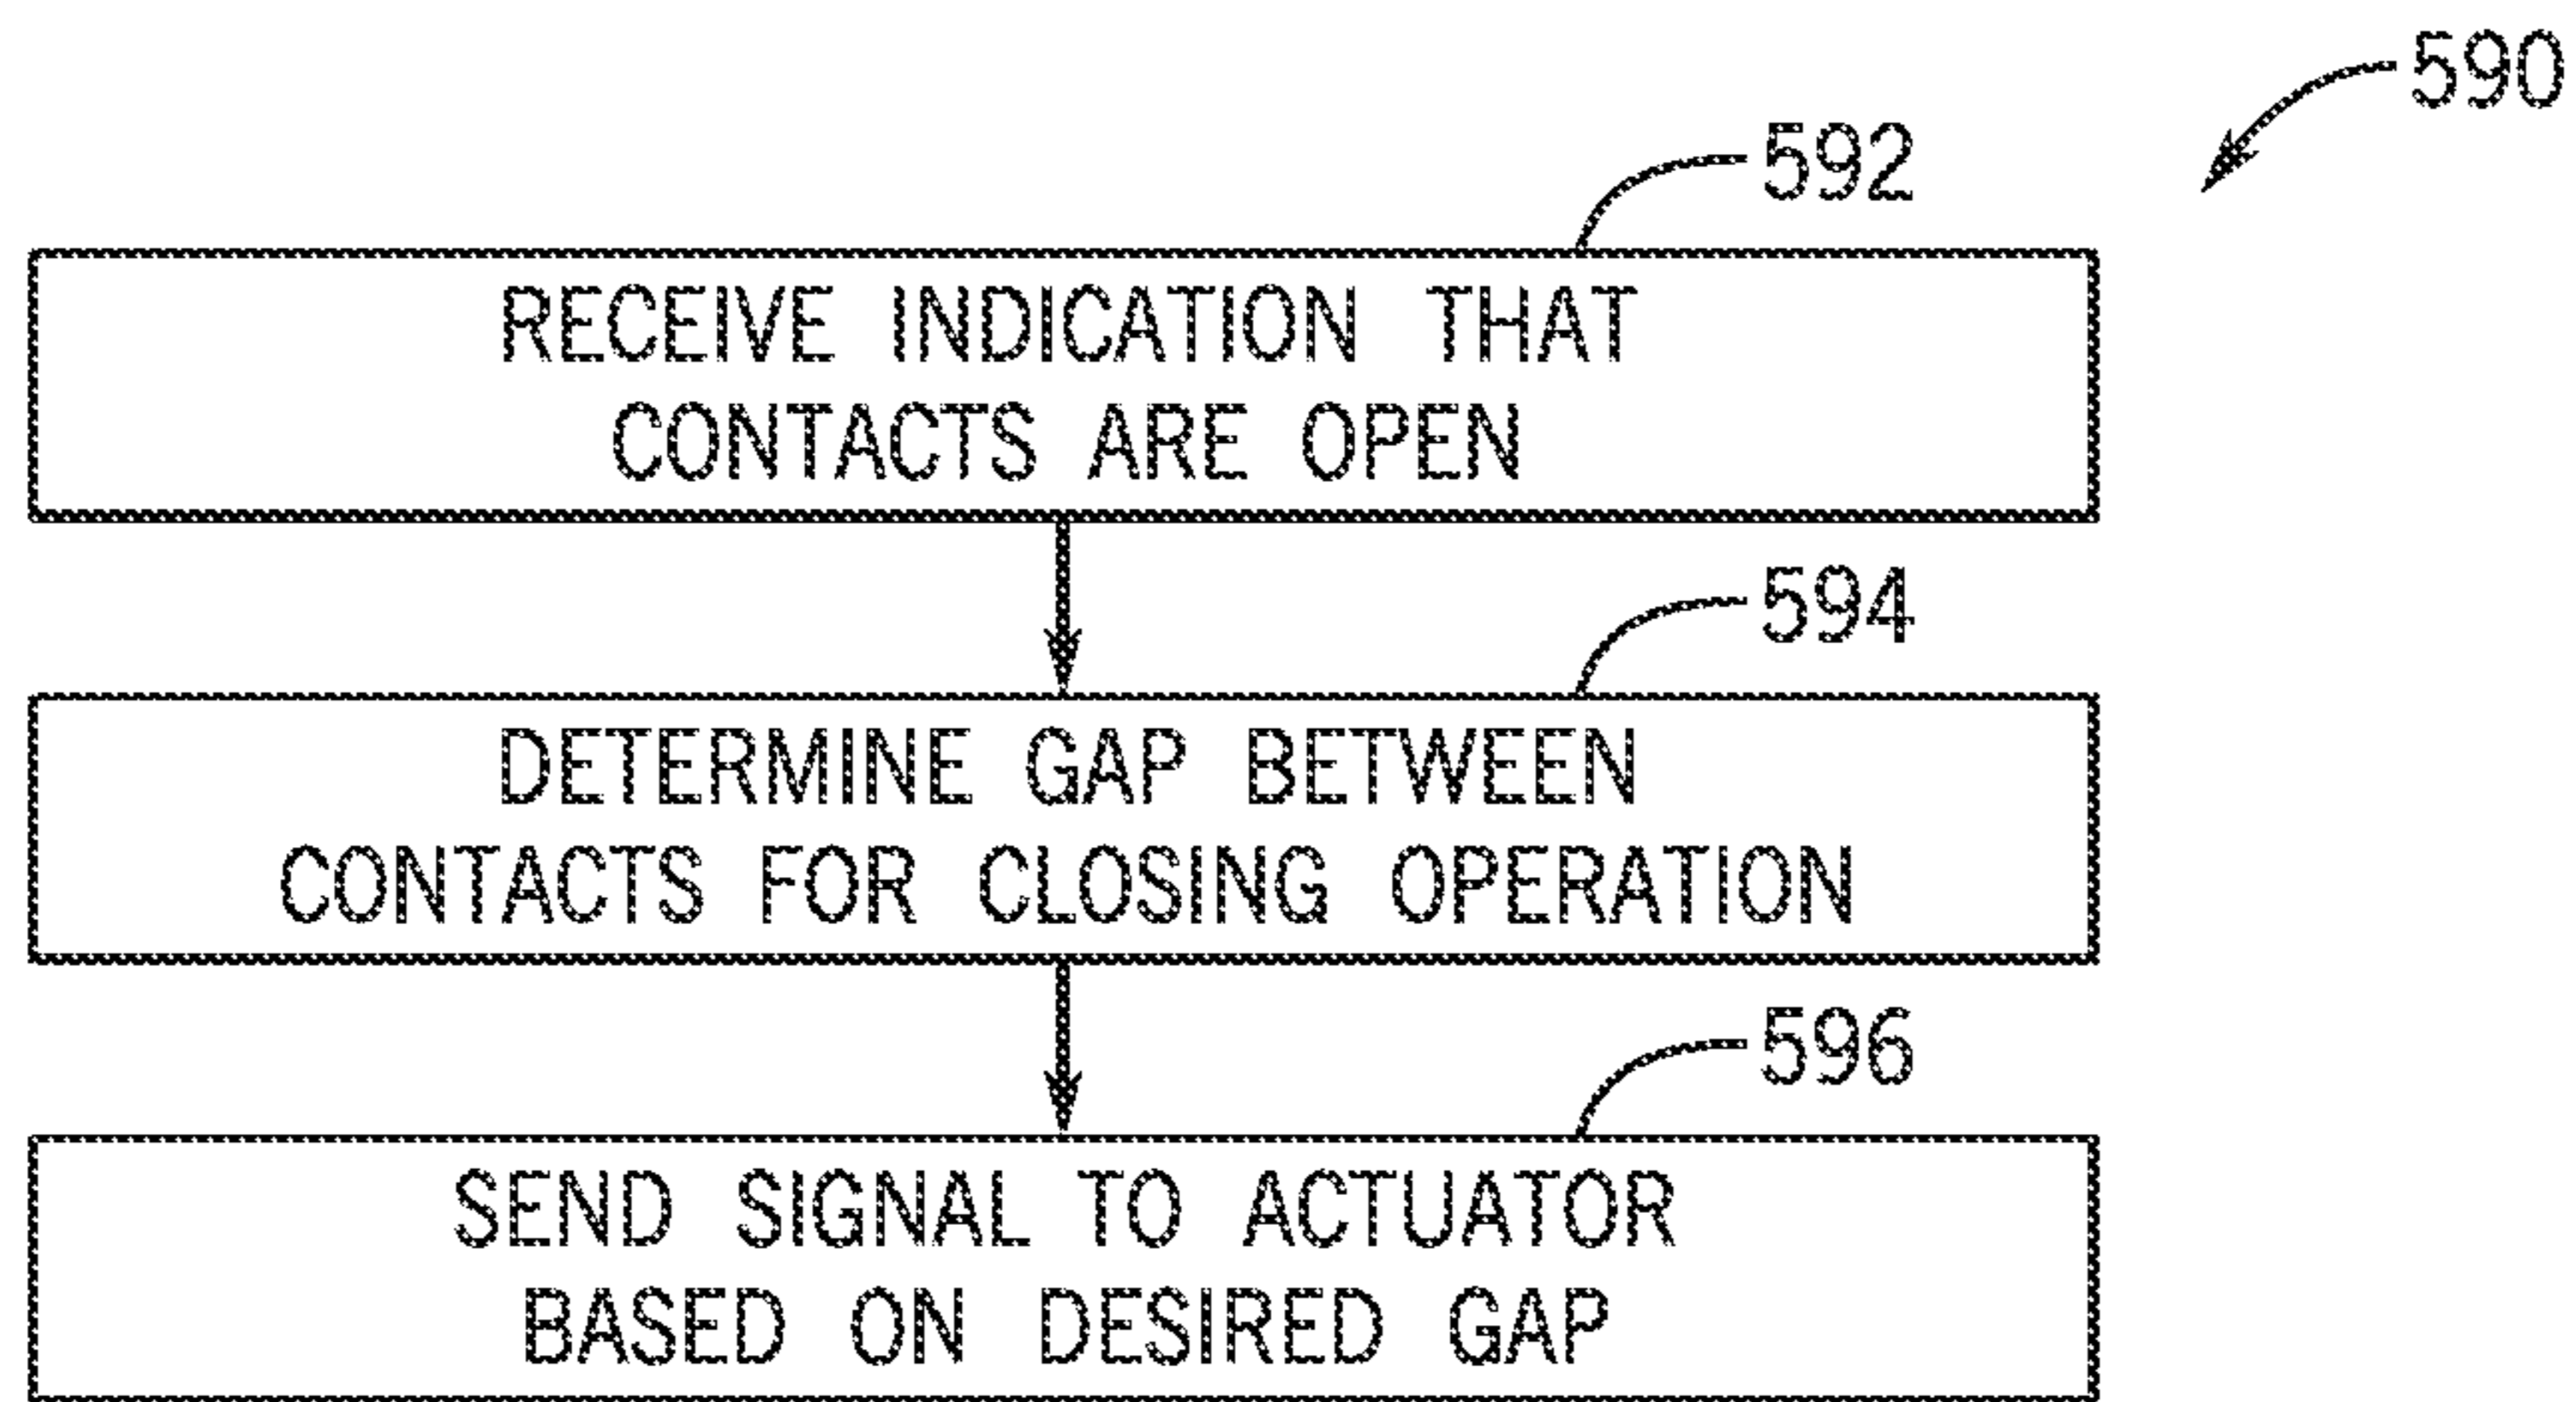 590
592
RECEIVE INDICATION THAT
CONTACTS ARE OPEN
594
DETERMINE GAP BETWEEN
CONTACTS FOR CLOSING OPERATION
596
SEND SIGNAL TO ACTUATOR
BASED ON DESIRED GAP